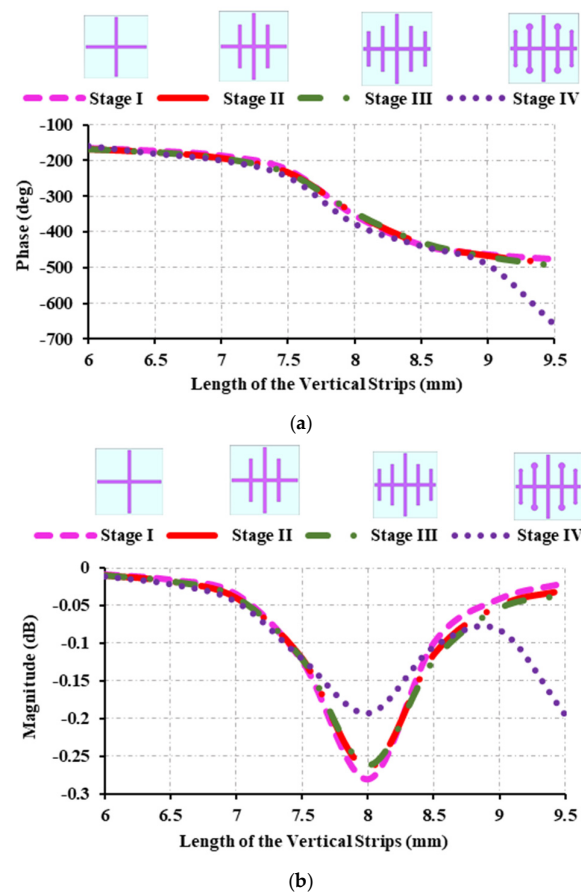 (a)
Stage I Stage II Stage III Stage IV
-100
-200
-300
-400
-500
-600
-700
Phase (deg)
6 6.5 7 7.5 8 8.5 9 9.5
Length of the Vertical Strips (mm)
(a)
Stage I Stage II Stage III Stage IV
0
-0.05
-0.1
-0.15
-0.2
-0.25
-0.3
Magnitude (dB)
6 6.5 7 7.5 8 8.5 9 9.5
Length of the Vertical Strips (mm)
(b)